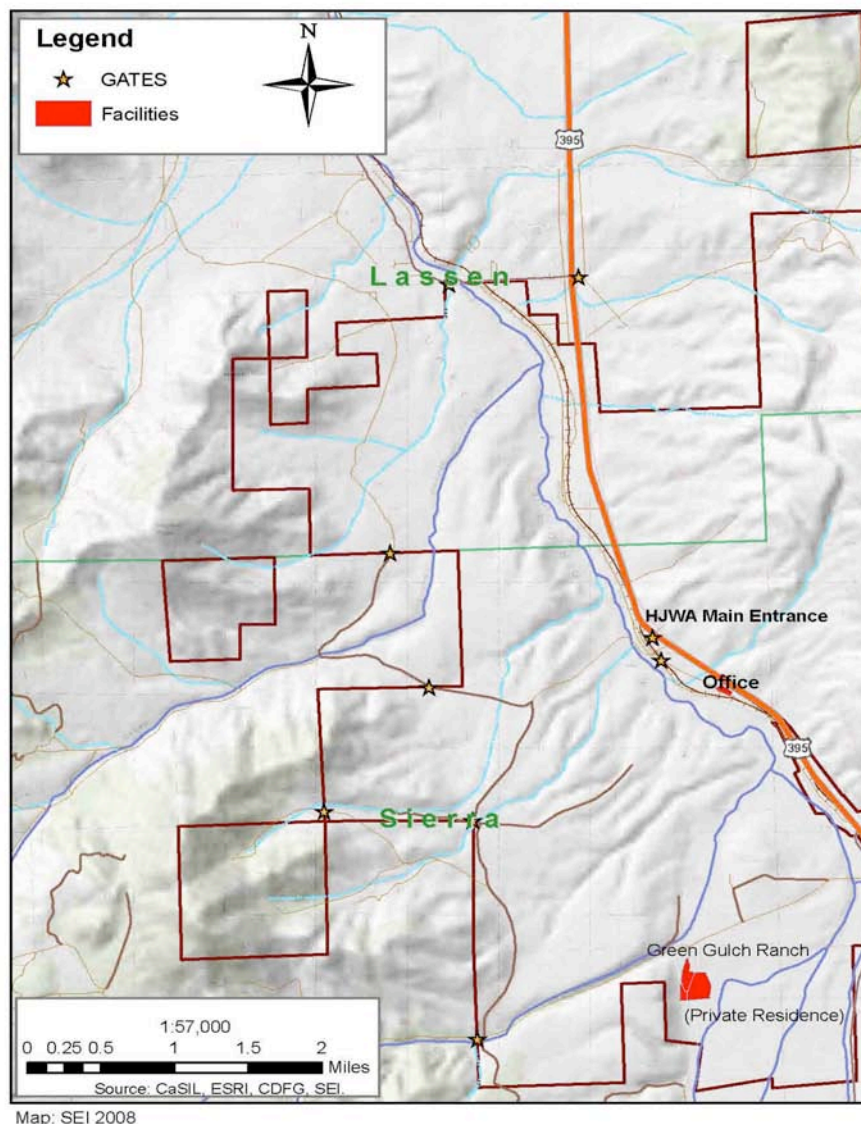 Legend
N
GATES
Facilities
395
Lassen
HJWA Main Entrance
Office
395
Sierra
Green Gulch Ranch
(Private Residence)
1:57,000
0 0.25 0.5 1 1.5 2
Miles
Source: CaSIL, ESRI, CDFG, SEI.
Map: SEI 2008